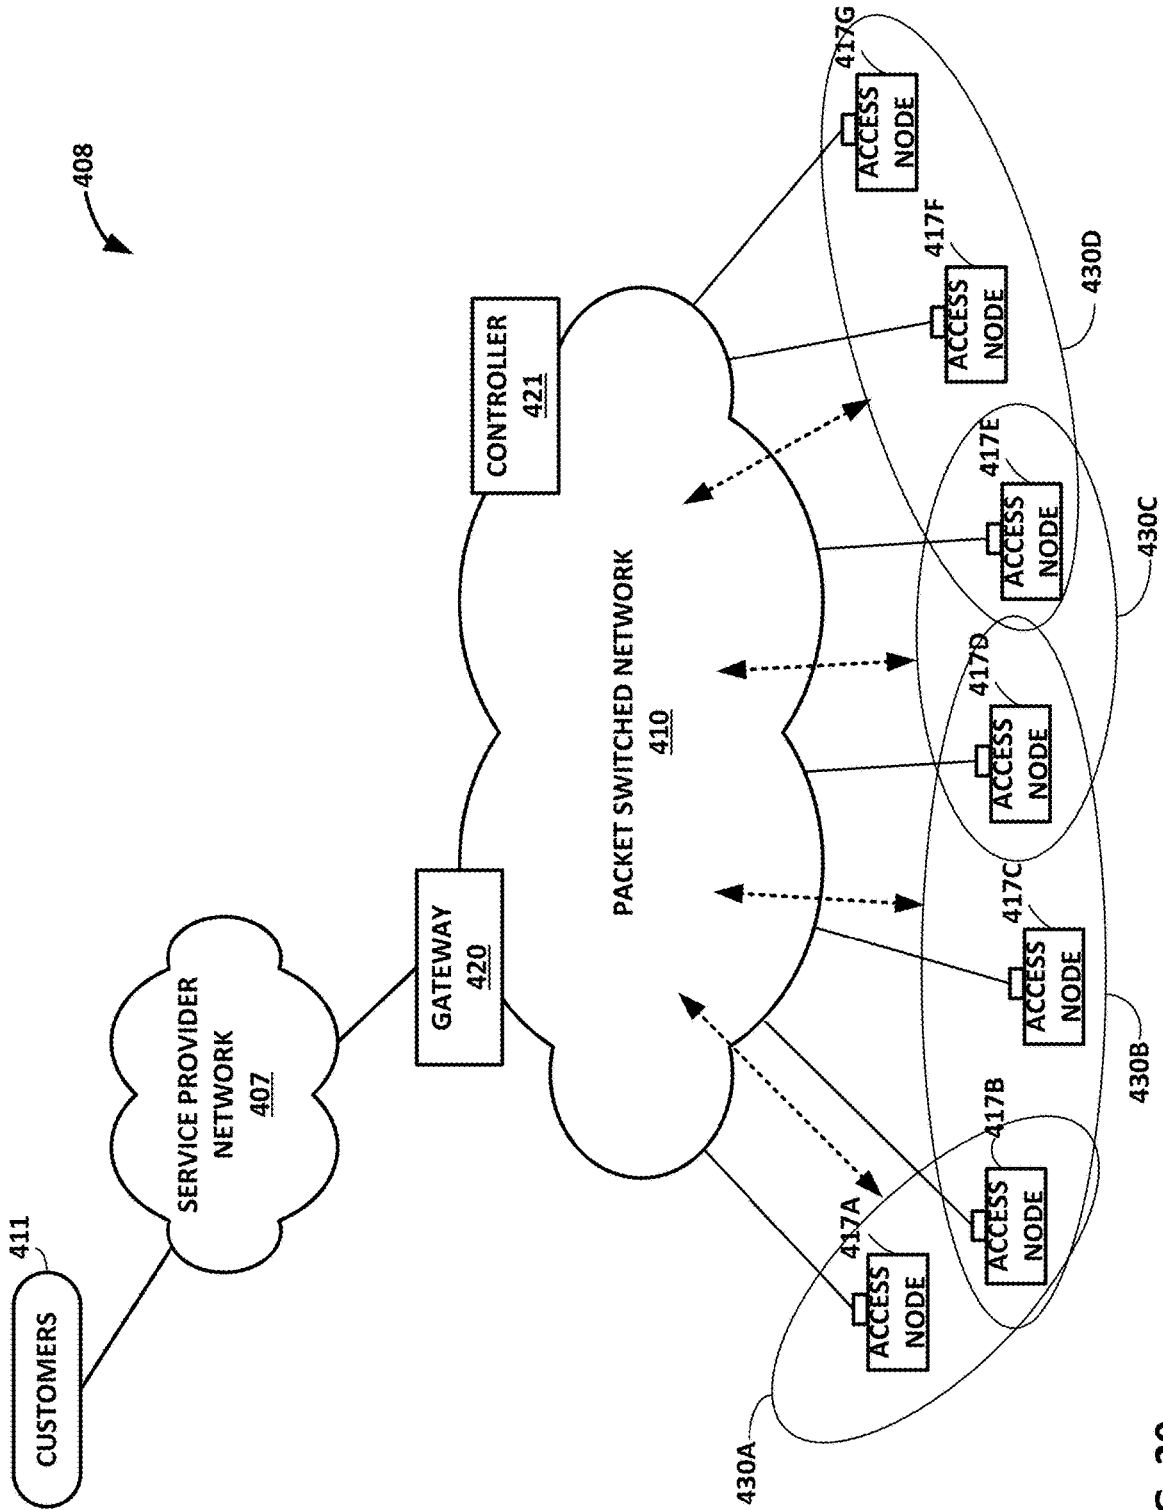 408
411
CUSTOMERS
SERVICE PROVIDER
NETWORK
407
GATEWAY
420
CONTROLLER
421
PACKET SWITCHED NETWORK
410
417A
ACCESS
NODE
417B
ACCESS
NODE
417C
ACCESS
NODE
417D
ACCESS
NODE
417E
ACCESS
NODE
417F
ACCESS
NODE
417G
ACCESS
NODE
430A
430B
430C
430D